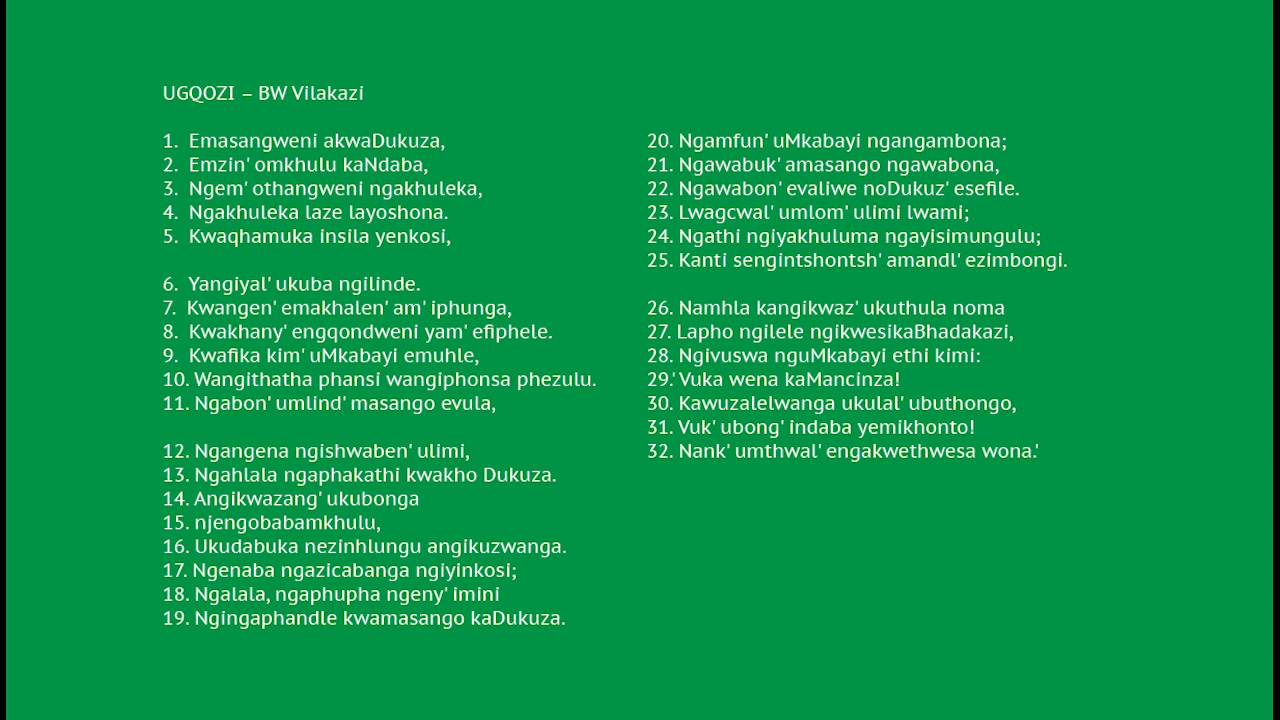 UGQOZI – BW Vilakazi
1. Emasangweni akwaDukuza,
2. Emzin' omkhulu kaNdaba,
3. Ngem' othangweni ngakhuleka,
4. Ngakhuleka laze layoshona.
5. Kwaqhamuka insila yenkosi,
6. Yangiyal' ukuba ngilinde.
7. Kwangen' emakhalen' am' iphunga,
8. Kwakhany' engqondweni yam' efiphele.
9. Kwafika kim' uMkabayi emuhle,
10. Wangithatha phansi wangiphonsa phezulu.
11. Ngabon' umlind' masango evula,
12. Ngangena ngishwaben' ulimi,
13. Ngahlala ngaphakathi kwakho Dukuza.
14. Angikwazang' ukubonga
15. njengobabamkhulu,
16. Ukudabuka nezinhlungu angikuzwanga.
17. Ngenaba ngazicabanga ngiyinkosi;
18. Ngalala, ngaphupha ngeny' imini
19. Ngingaphandle kwamasango kaDukuza.
20. Ngamfun' uMkabayi ngangambona;
21. Ngawabuk' amasango ngawabona,
22. Ngawabon' evaliwe noDukuz' esefile.
23. Lwagcwal' umlom' ulimi lwami;
24. Ngathi ngiyakhuluma ngayisimungulu;
25. Kanti sengintshontsh' amandl' ezimbongi.
26. Namhla kangikwaz' ukuthula noma
27. Lapho ngilele ngikwesikaBhadakazi,
28. Ngivuswa nguMkabayi ethi kimi:
29.' Vuka wena kaMancinza!
30. Kawuzalelwanga ukulal' ubuthongo,
31. Vuk' ubong' indaba yemikhonto!
32. Nank' umthwal' engakwethwesa wona.'